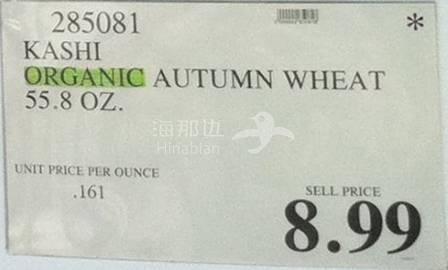 285081
*
KASHI
ORGANIC AUTUMN WHEAT
55.8 OZ.
海那边
Hinabian
UNIT PRICE PER OUNCE
.161
SELL PRICE
8.99